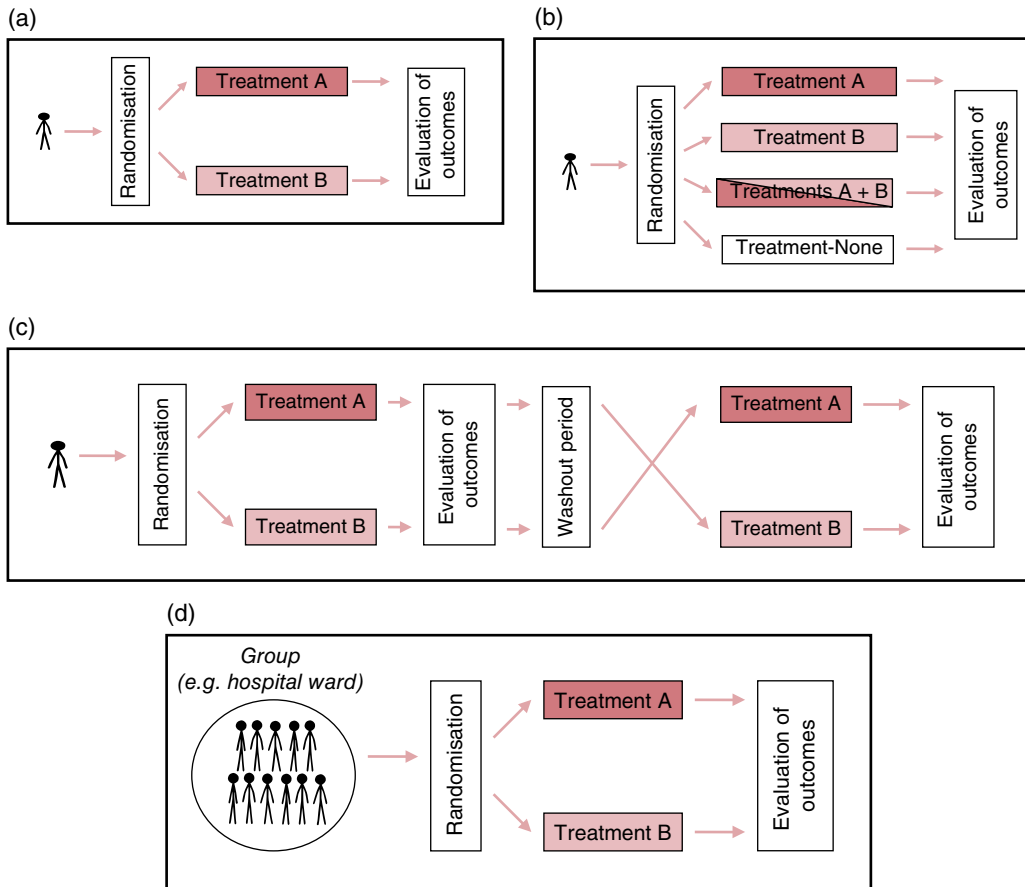 (a)
Randomisation
Treatment A
Treatment B
Evaluation of
outcomes
(b)
Randomisation
Treatment A
Treatment B
Treatments A + B
Treatment-None
Evaluation of
outcomes
(c)
Randomisation
Treatment A
Treatment B
Evaluation of
outcomes
Washout period
Treatment A
Treatment B
Evaluation of
outcomes
(d)
Group
(e.g. hospital ward)
Randomisation
Treatment A
Treatment B
Evaluation of
outcomes